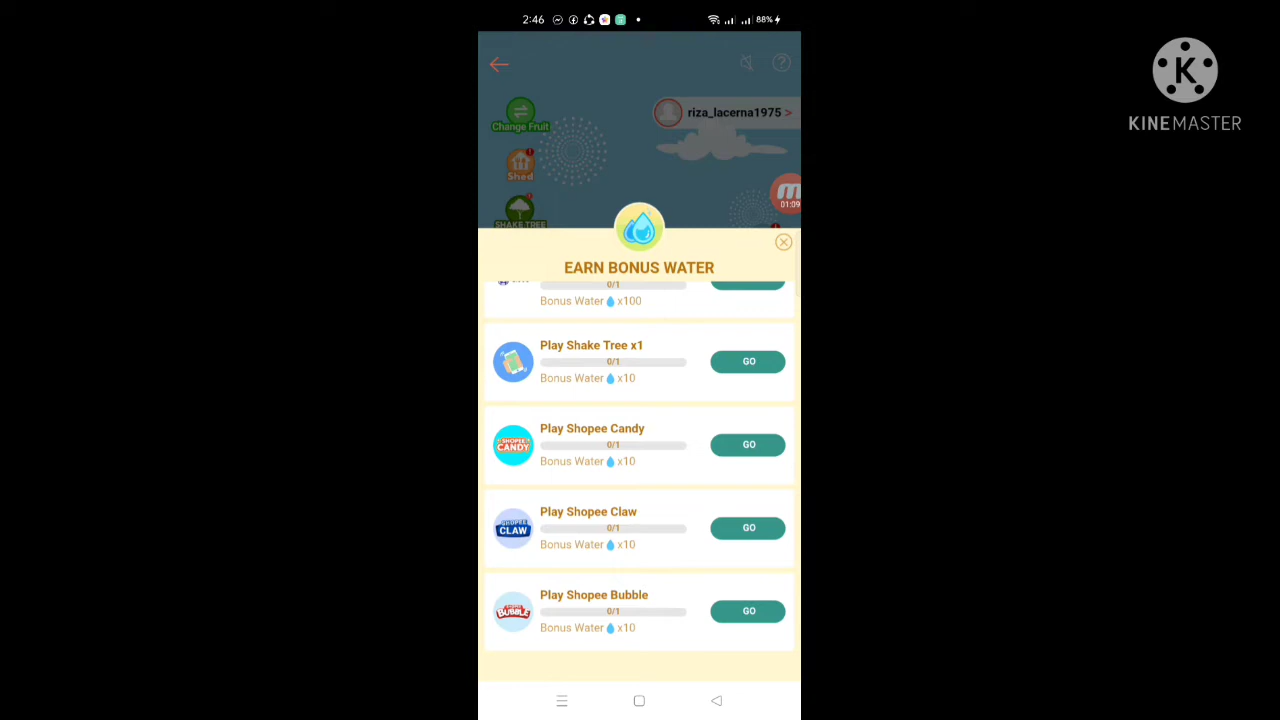 2:46
88%
KINEMASTER
Change Fruit
riza_lacerna1975 >
Shed
01:09
SHAKE TREE
EARN BONUS WATER
0/1
Bonus Water x100
Play Shake Tree x1
0/1
GO
Bonus Water x10
Play Shopee Candy
SHOPEE
CANDY
0/1
GO
Bonus Water x10
Play Shopee Claw
SHOPEE
CLAW
0/1
GO
Bonus Water x10
Play Shopee Bubble
BUBBLE
0/1
GO
Bonus Water x10